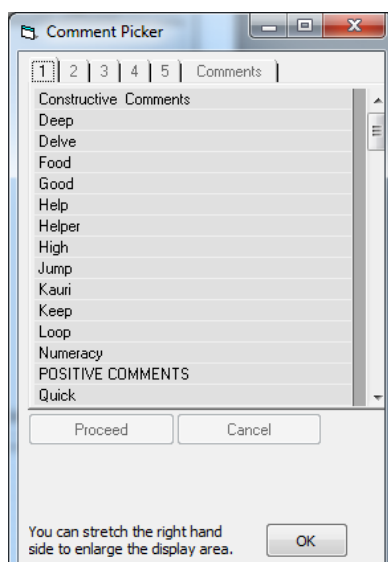 Comment Picker
1 2 3 4 5 Comments
Constructive Comments
Deep
Delve
Food
Good
Help
Helper
High
Jump
Kauri
Keep
Loop
Numeracy
POSITIVE COMMENTS
Quick
Proceed Cancel
You can stretch the right hand
side to enlarge the display area.
OK